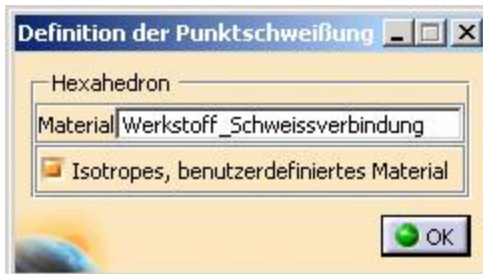 Definition der Punktschweißung
Hexahedron
Material Werkstoff_Schweissverbindung
Isotropes, benutzerdefiniertes Material
OK